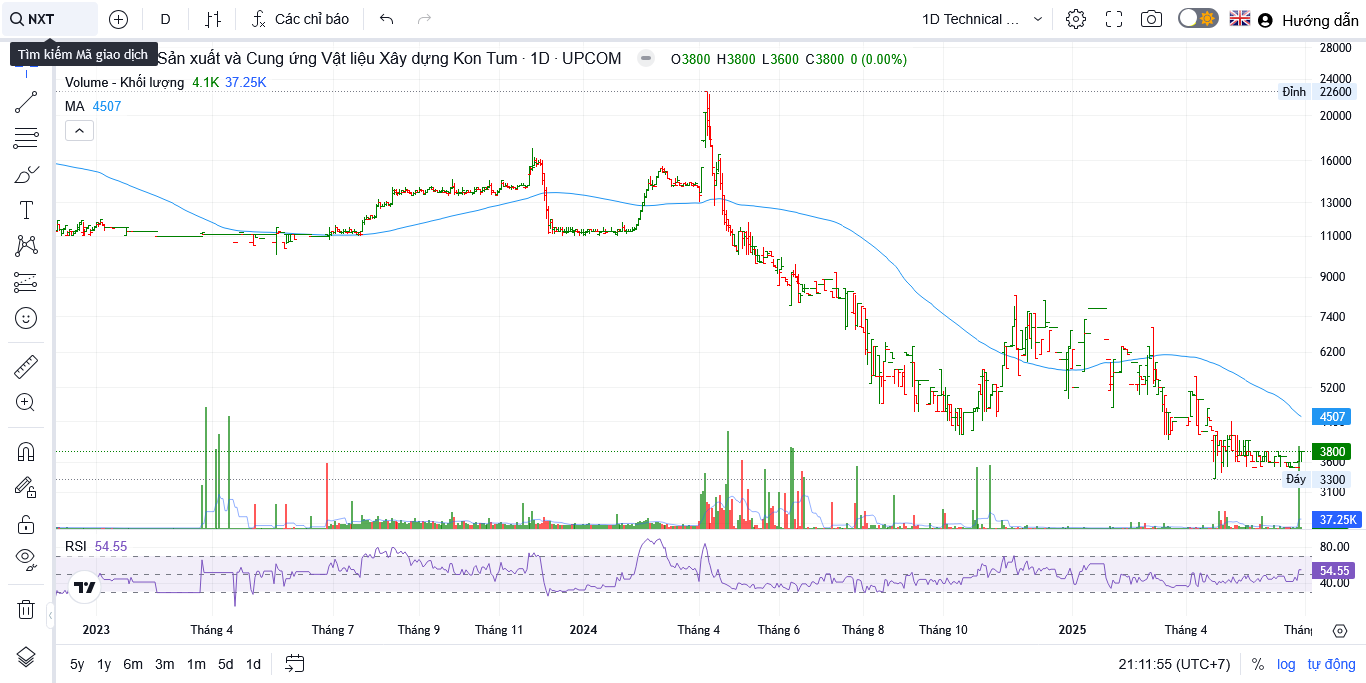 NXT
D
Các chỉ báo
1D Technical ...
Hướng dẫn
Tìm kiếm Mã giao dịch
Sản xuất và Cung ứng Vật liệu Xây dựng Kon Tum · 1D · UPCOM
O3800 H3800 L3600 C3800 0 (0.00%)
Volume - Khối lượng 4.1K 37.25K
MA 4507
28000
24000
Đỉnh 22600
20000
16000
13000
11000
9000
7400
6200
5200
4507
3800
3600
Đáy 3300
3100
37.25K
RSI 54.55
80.00
54.55
40.00
2023
Tháng 4
Tháng 7
Tháng 9
Tháng 11
2024
Tháng 4
Tháng 6
Tháng 8
Tháng 10
2025
Tháng 4
5y 1y 6m 3m 1m 5d 1d
21:11:55 (UTC+7)
% log tự động